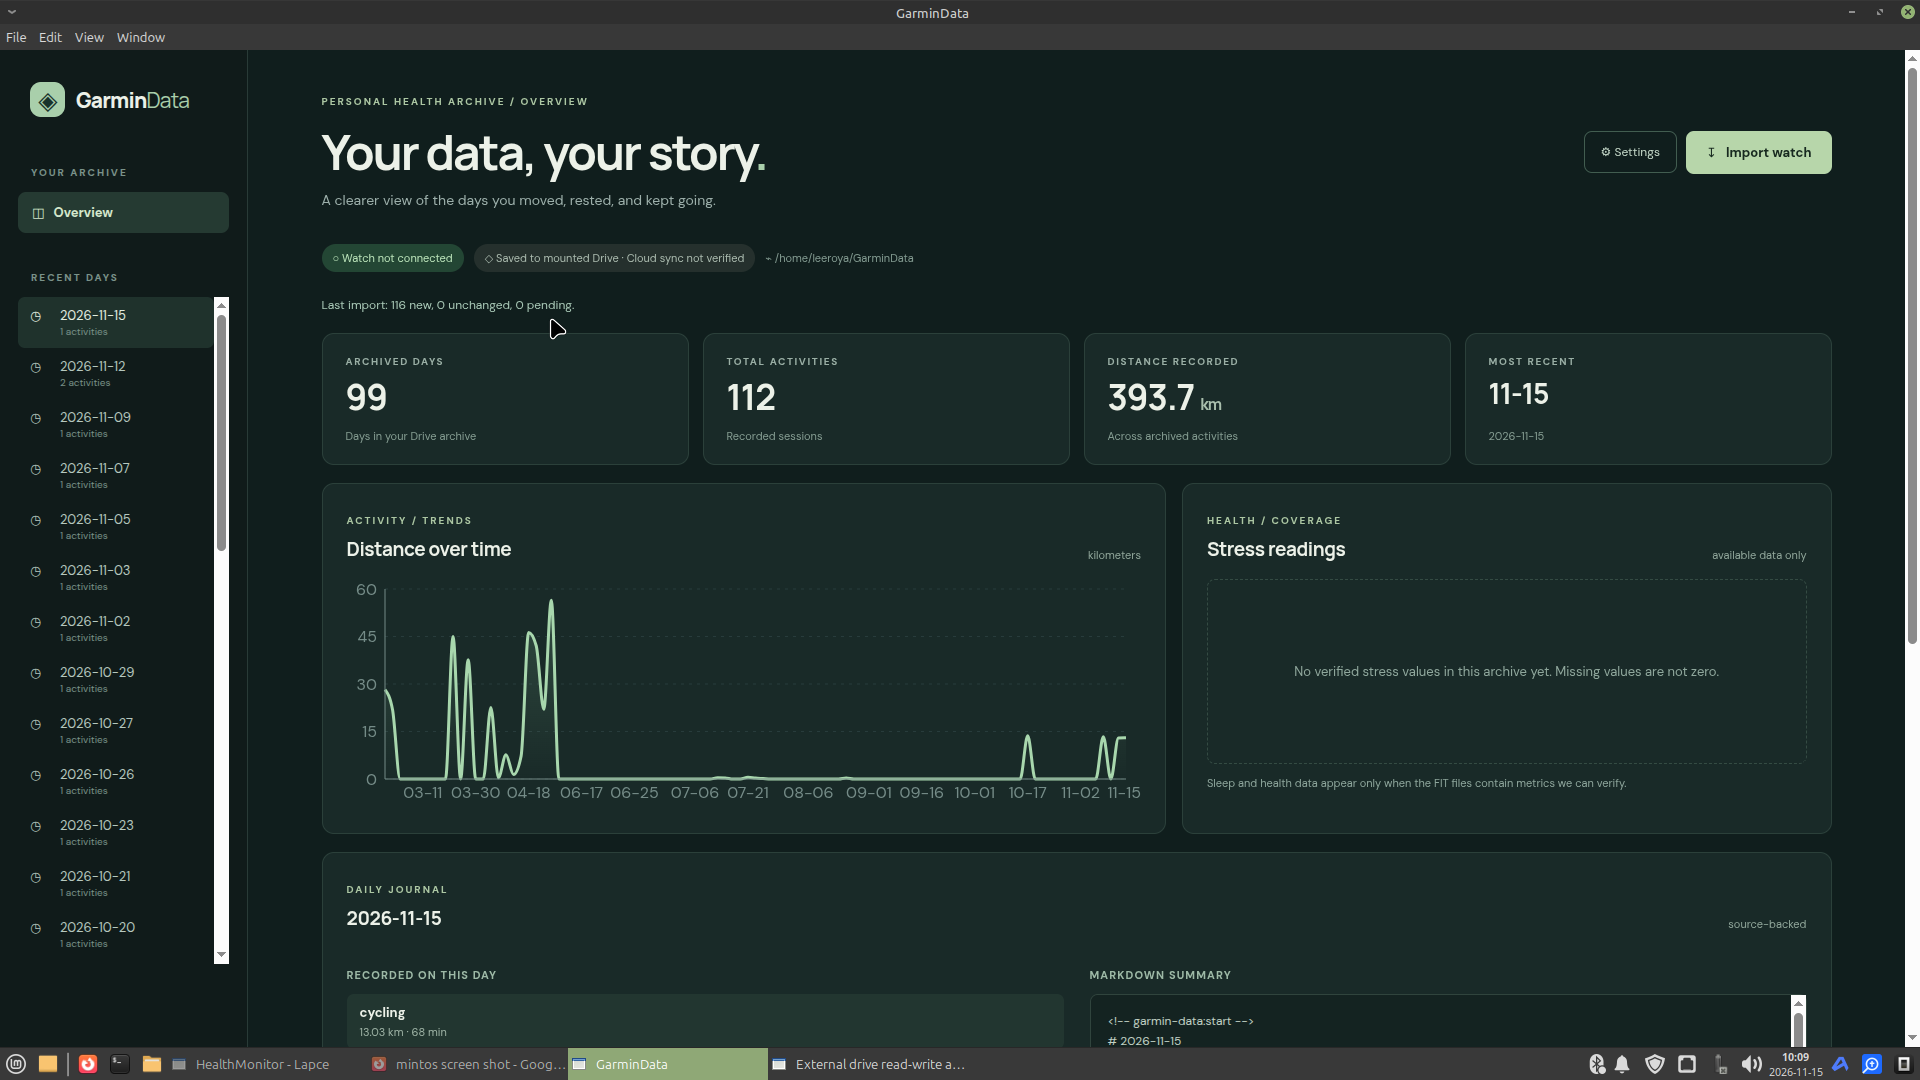 GarminData
File Edit View Window
GarminData
YOUR ARCHIVE
Overview
RECENT DAYS
2026-11-15
1 activities
2026-11-12
2 activities
2026-11-09
1 activities
2026-11-07
1 activities
2026-11-05
1 activities
2026-11-03
1 activities
2026-11-02
1 activities
2026-10-29
1 activities
2026-10-27
1 activities
2026-10-26
1 activities
2026-10-23
1 activities
2026-10-21
1 activities
2026-10-20
1 activities
PERSONAL HEALTH ARCHIVE / OVERVIEW
Your data, your story.
A clearer view of the days you moved, rested, and kept going.
Settings
Import watch
Watch not connected
Saved to mounted Drive · Cloud sync not verified
/home/leeroya/GarminData
Last import: 116 new, 0 unchanged, 0 pending.
ARCHIVED DAYS
99
Days in your Drive archive
TOTAL ACTIVITIES
112
Recorded sessions
DISTANCE RECORDED
393.7 km
Across archived activities
MOST RECENT
11-15
2026-11-15
ACTIVITY / TRENDS
Distance over time
kilometers
60
45
30
15
0
03-11 03-30 04-18 06-17 06-25 07-06 07-21 08-06 09-01 09-16 10-01 10-17 11-02 11-15
HEALTH / COVERAGE
Stress readings
available data only
No verified stress values in this archive yet. Missing values are not zero.
Sleep and health data appear only when the FIT files contain metrics we can verify.
DAILY JOURNAL
2026-11-15
source-backed
RECORDED ON THIS DAY
cycling
13.03 km · 68 min
MARKDOWN SUMMARY
<!-- garmin-data:start -->
# 2026-11-15
HealthMonitor - Lapce
mintos screen shot - Goog...
GarminData
External drive read-write a...
10:09
2026-11-15